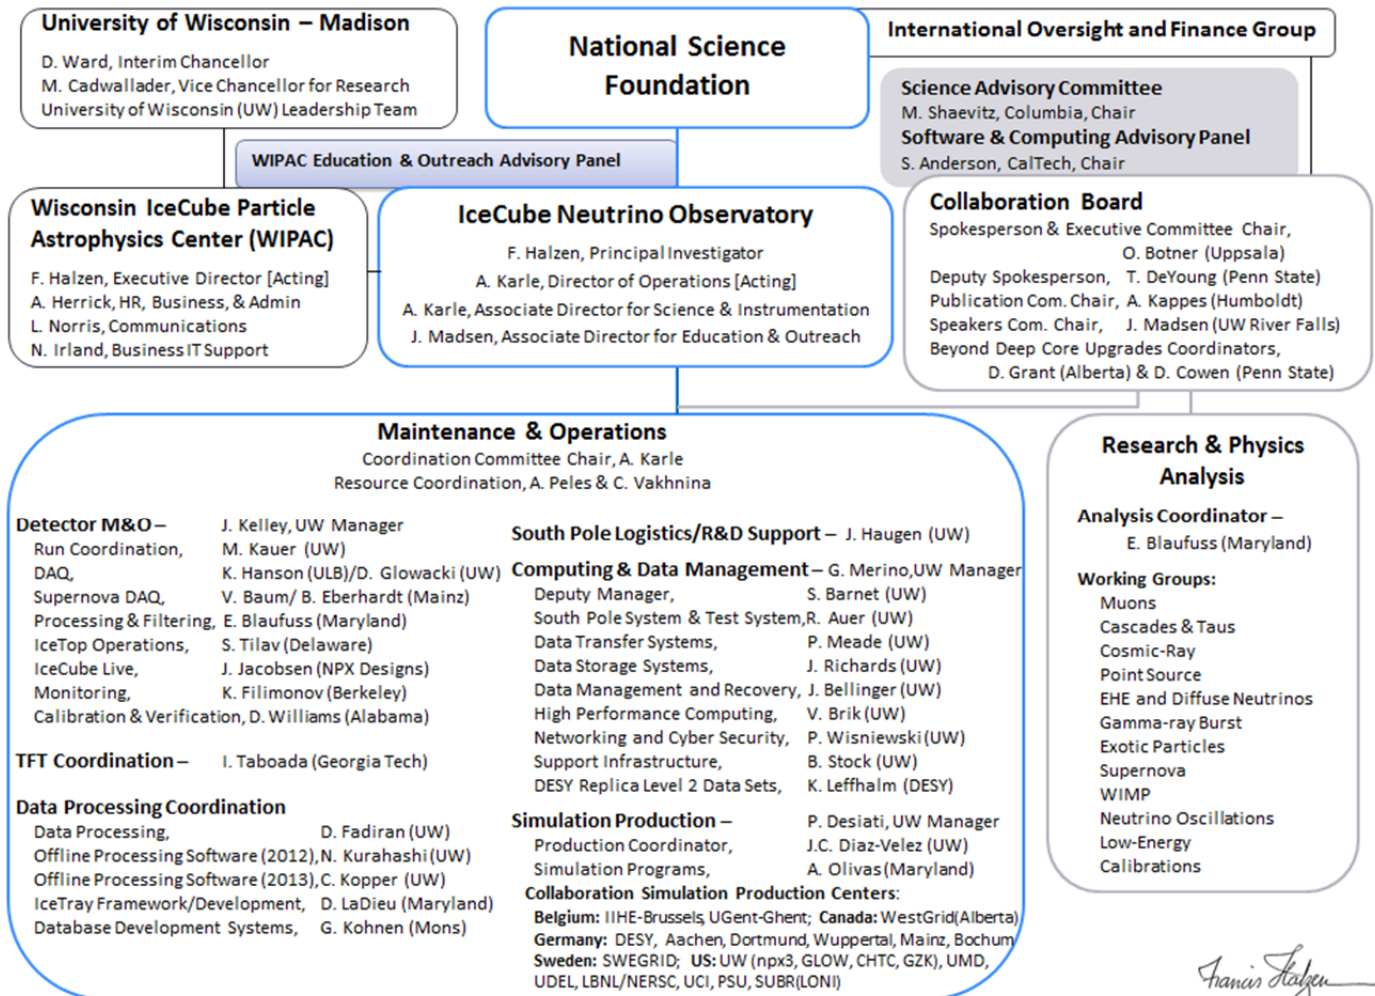 University of Wisconsin – Madison
D. Ward, Interim Chancellor
M. Cadwallader, Vice Chancellor for Research
University of Wisconsin (UW) Leadership Team
National Science
Foundation
International Oversight and Finance Group
Science Advisory Committee
M. Shaevitz, Columbia, Chair
Software & Computing Advisory Panel
S. Anderson, CalTech, Chair
WIPAC Education & Outreach Advisory Panel
Wisconsin IceCube Particle
Astrophysics Center (WIPAC)
F. Halzen, Executive Director [Acting]
A. Herrick, HR, Business, & Admin
L. Norris, Communications
N. Irland, Business IT Support
IceCube Neutrino Observatory
F. Halzen, Principal Investigator
A. Karle, Director of Operations [Acting]
A. Karle, Associate Director for Science & Instrumentation
J. Madsen, Associate Director for Education & Outreach
Collaboration Board
Spokesperson & Executive Committee Chair,
O. Botner (Uppsala)
Deputy Spokesperson, T. DeYoung (Penn State)
Publication Com. Chair, A. Kappes (Humboldt)
Speakers Com. Chair, J. Madsen (UW River Falls)
Beyond Deep Core Upgrades Coordinators,
D. Grant (Alberta) & D. Cowen (Penn State)
Maintenance & Operations
Coordination Committee Chair, A. Karle
Resource Coordination, A. Peles & C. Vakhnina
Detector M&O – J. Kelley, UW Manager
Run Coordination, M. Kauer (UW)
DAQ, K. Hanson (ULB)/D. Glowacki (UW)
Supernova DAQ, V. Baum/ B. Eberhardt (Mainz)
Processing & Filtering, E. Blaufuss (Maryland)
IceTop Operations, S. Tilav (Delaware)
IceCube Live, J. Jacobsen (NPX Designs)
Monitoring, K. Filimonov (Berkeley)
Calibration & Verification, D. Williams (Alabama)
TFT Coordination – I. Taboada (Georgia Tech)
Data Processing Coordination
Data Processing, D. Fadiran (UW)
Offline Processing Software (2012), N. Kurahashi (UW)
Offline Processing Software (2013), C. Kopper (UW)
IceTray Framework/Development, D. LaDieu (Maryland)
Database Development Systems, G. Kohnen (Mons)
South Pole Logistics/R&D Support – J. Haugen (UW)
Computing & Data Management – G. Merino, UW Manager
Deputy Manager, S. Barnet (UW)
South Pole System & Test System, R. Auer (UW)
Data Transfer Systems, P. Meade (UW)
Data Storage Systems, J. Richards (UW)
Data Management and Recovery, J. Bellinger (UW)
High Performance Computing, V. Brik (UW)
Networking and Cyber Security, P. Wisniewski (UW)
Support Infrastructure, B. Stock (UW)
DESY Replica Level 2 Data Sets, K. Leffhalm (DESY)
Simulation Production – P. Desiati, UW Manager
Production Coordinator, J.C. Diaz-Velez (UW)
Simulation Programs, A. Olivas (Maryland)
Collaboration Simulation Production Centers:
Belgium: IIHE-Brussels, UGent-Ghent; Canada: WestGrid(Alberta)
Germany: DESY, Aachen, Dortmund, Wuppertal, Mainz, Bochum
Sweden: SWEGRID; US: UW (npx3, GLOW, CHTC, GZK), UMD,
UDEL, LBNL/NERSC, UCI, PSU, SUBR(LONI)
Research & Physics
Analysis
Analysis Coordinator –
E. Blaufuss (Maryland)
Working Groups:
Muons
Cascades & Taus
Cosmic-Ray
Point Source
EHE and Diffuse Neutrinos
Gamma-ray Burst
Exotic Particles
Supernova
WIMP
Neutrino Oscillations
Low-Energy
Calibrations
Francis Halzen